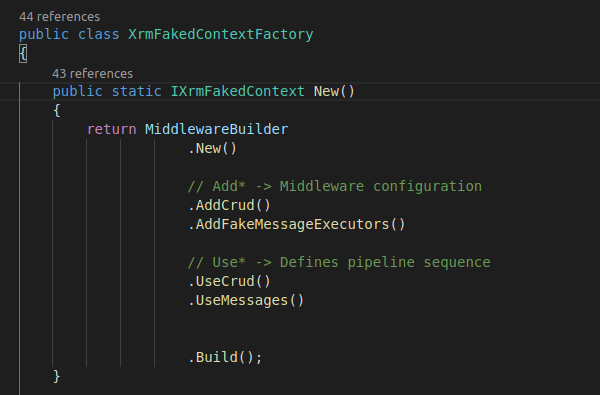 44 references
public class XrmFakedContextFactory
{
43 references
public static IXrmFakedContext New()
{
return MiddlewareBuilder
.New()
// Add* -> Middleware configuration
.AddCrud()
.AddFakeMessageExecutors()
// Use* -> Defines pipeline sequence
.UseCrud()
.UseMessages()
.Build();
}